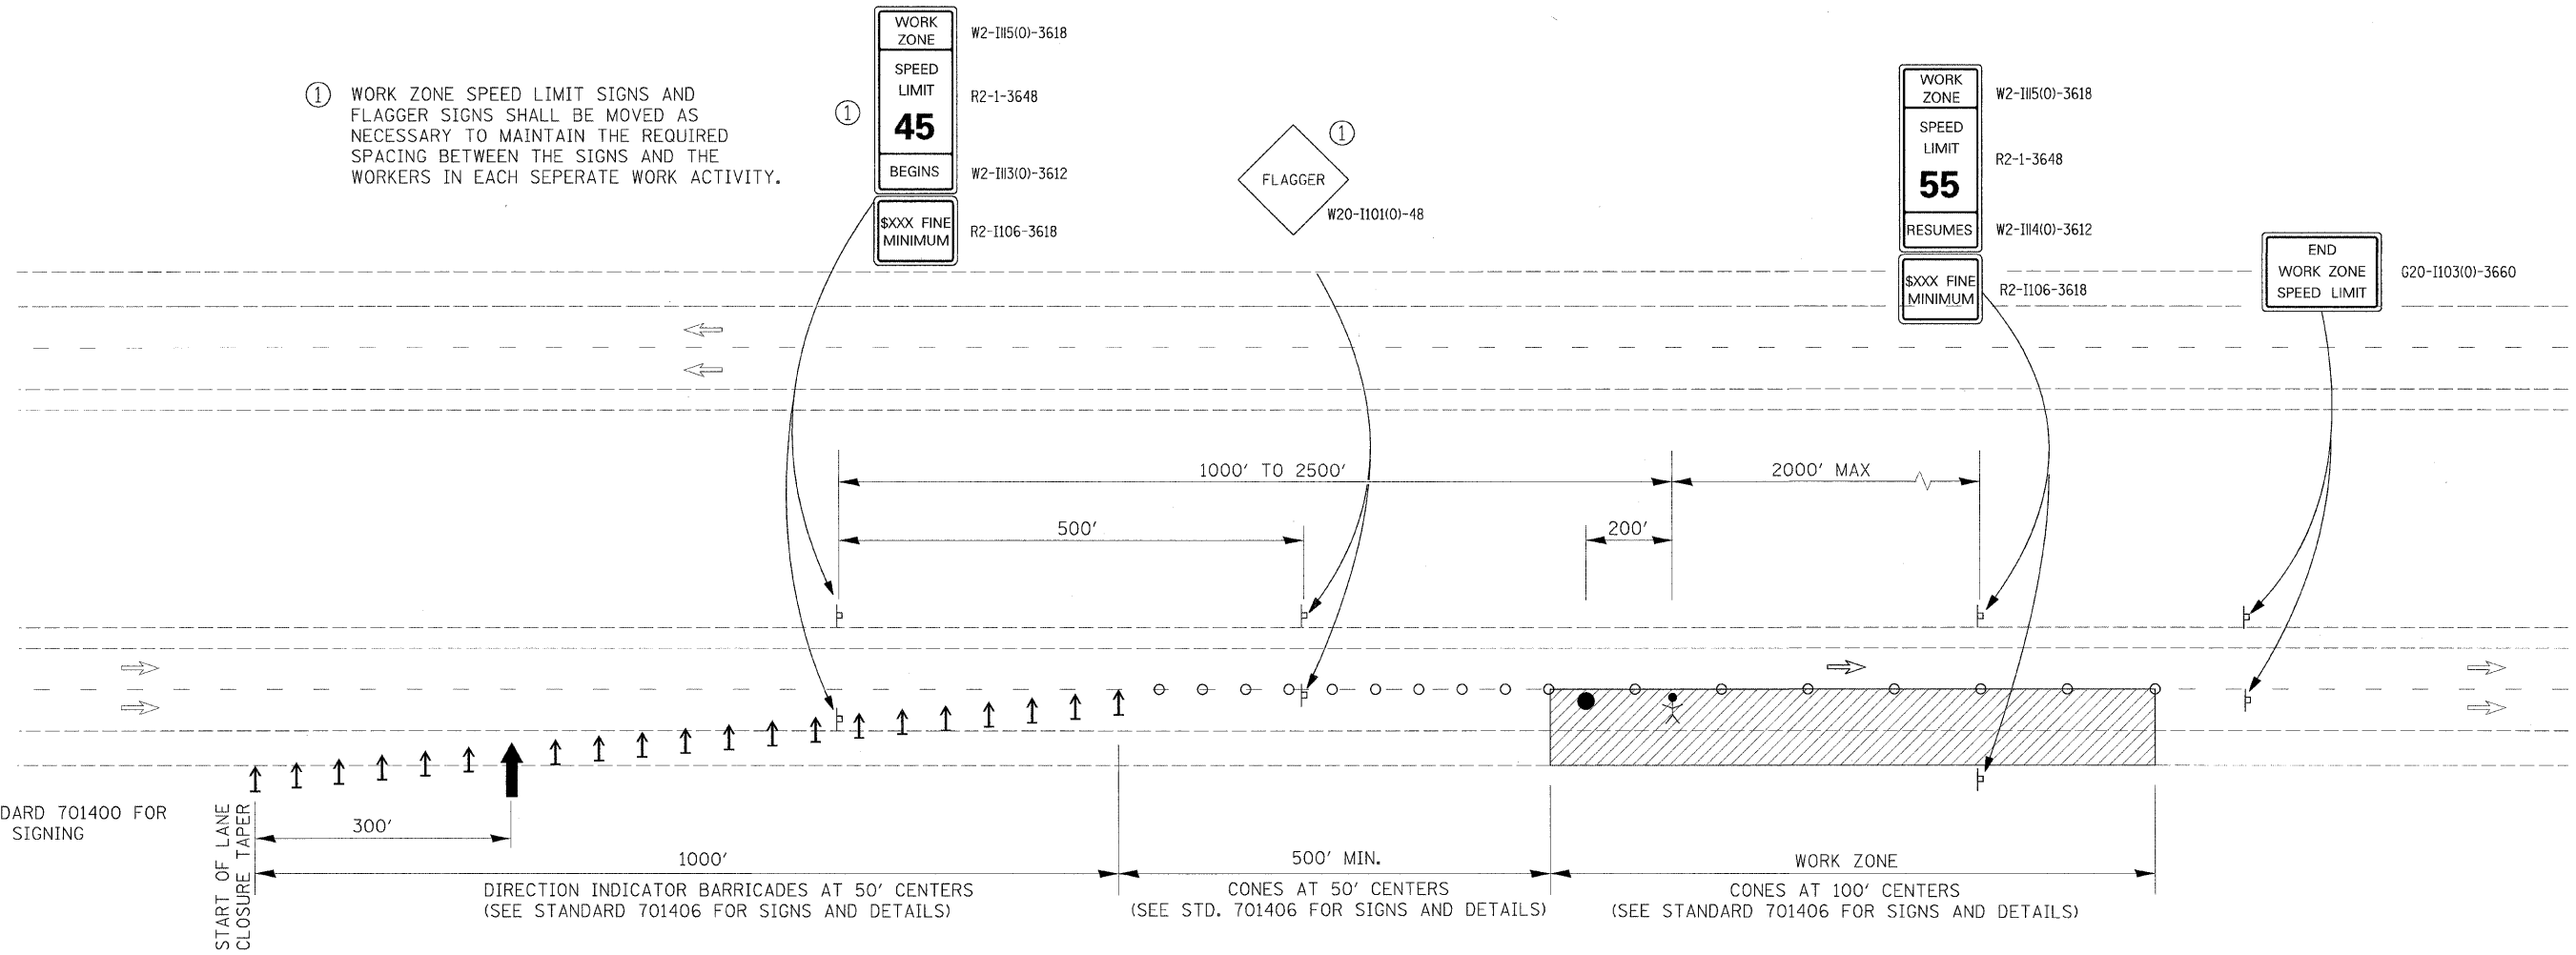 WORK
ZONE
W2-I115(O)-3618
SPEED
LIMIT
45
R2-1-3648
1
BEGINS
W2-I113(O)-3612
$XXX FINE
MINIMUM
R2-I106-3618
1 WORK ZONE SPEED LIMIT SIGNS AND
FLAGGER SIGNS SHALL BE MOVED AS
NECESSARY TO MAINTAIN THE REQUIRED
SPACING BETWEEN THE SIGNS AND THE
WORKERS IN EACH SEPERATE WORK ACTIVITY.
1
FLAGGER
W20-I101(O)-48
WORK
ZONE
W2-I115(O)-3618
SPEED
LIMIT
55
R2-1-3648
RESUMES
W2-I114(O)-3612
$XXX FINE
MINIMUM
R2-I106-3618
END
WORK ZONE
SPEED LIMIT
G20-I103(O)-3660
1000' TO 2500'
2000' MAX
500'
200'
DARD 701400 FOR
SIGNING
START OF LANE
CLOSURE TAPER
300'
1000'
DIRECTION INDICATOR BARRICADES AT 50' CENTERS
(SEE STANDARD 701406 FOR SIGNS AND DETAILS)
500' MIN.
CONES AT 50' CENTERS
(SEE STD. 701406 FOR SIGNS AND DETAILS)
WORK ZONE
CONES AT 100' CENTERS
(SEE STANDARD 701406 FOR SIGNS AND DETAILS)